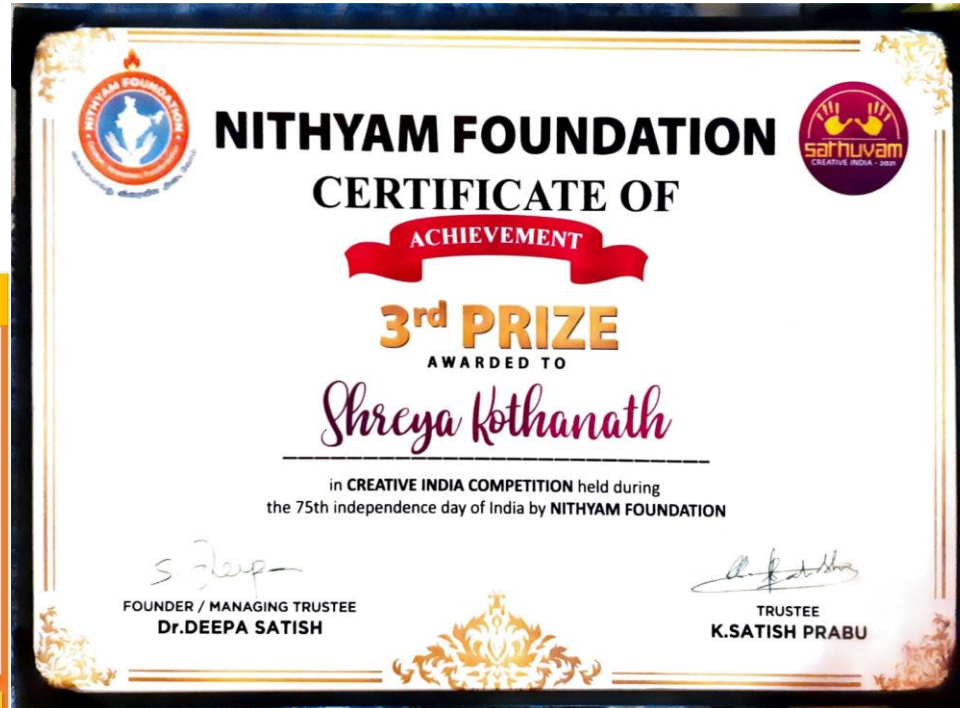 NITHYAM FOUNDATION
NITHYAM FOUNDATION
sathuvam
CREATIVE INDIA - 2021
CERTIFICATE OF
ACHIEVEMENT
3rd PRIZE
AWARDED TO
Shreya Kothanath
in CREATIVE INDIA COMPETITION held during
the 75th independence day of India by NITHYAM FOUNDATION
S Deepa
FOUNDER / MANAGING TRUSTEE
Dr.DEEPA SATISH
TRUSTEE
K.SATISH PRABU